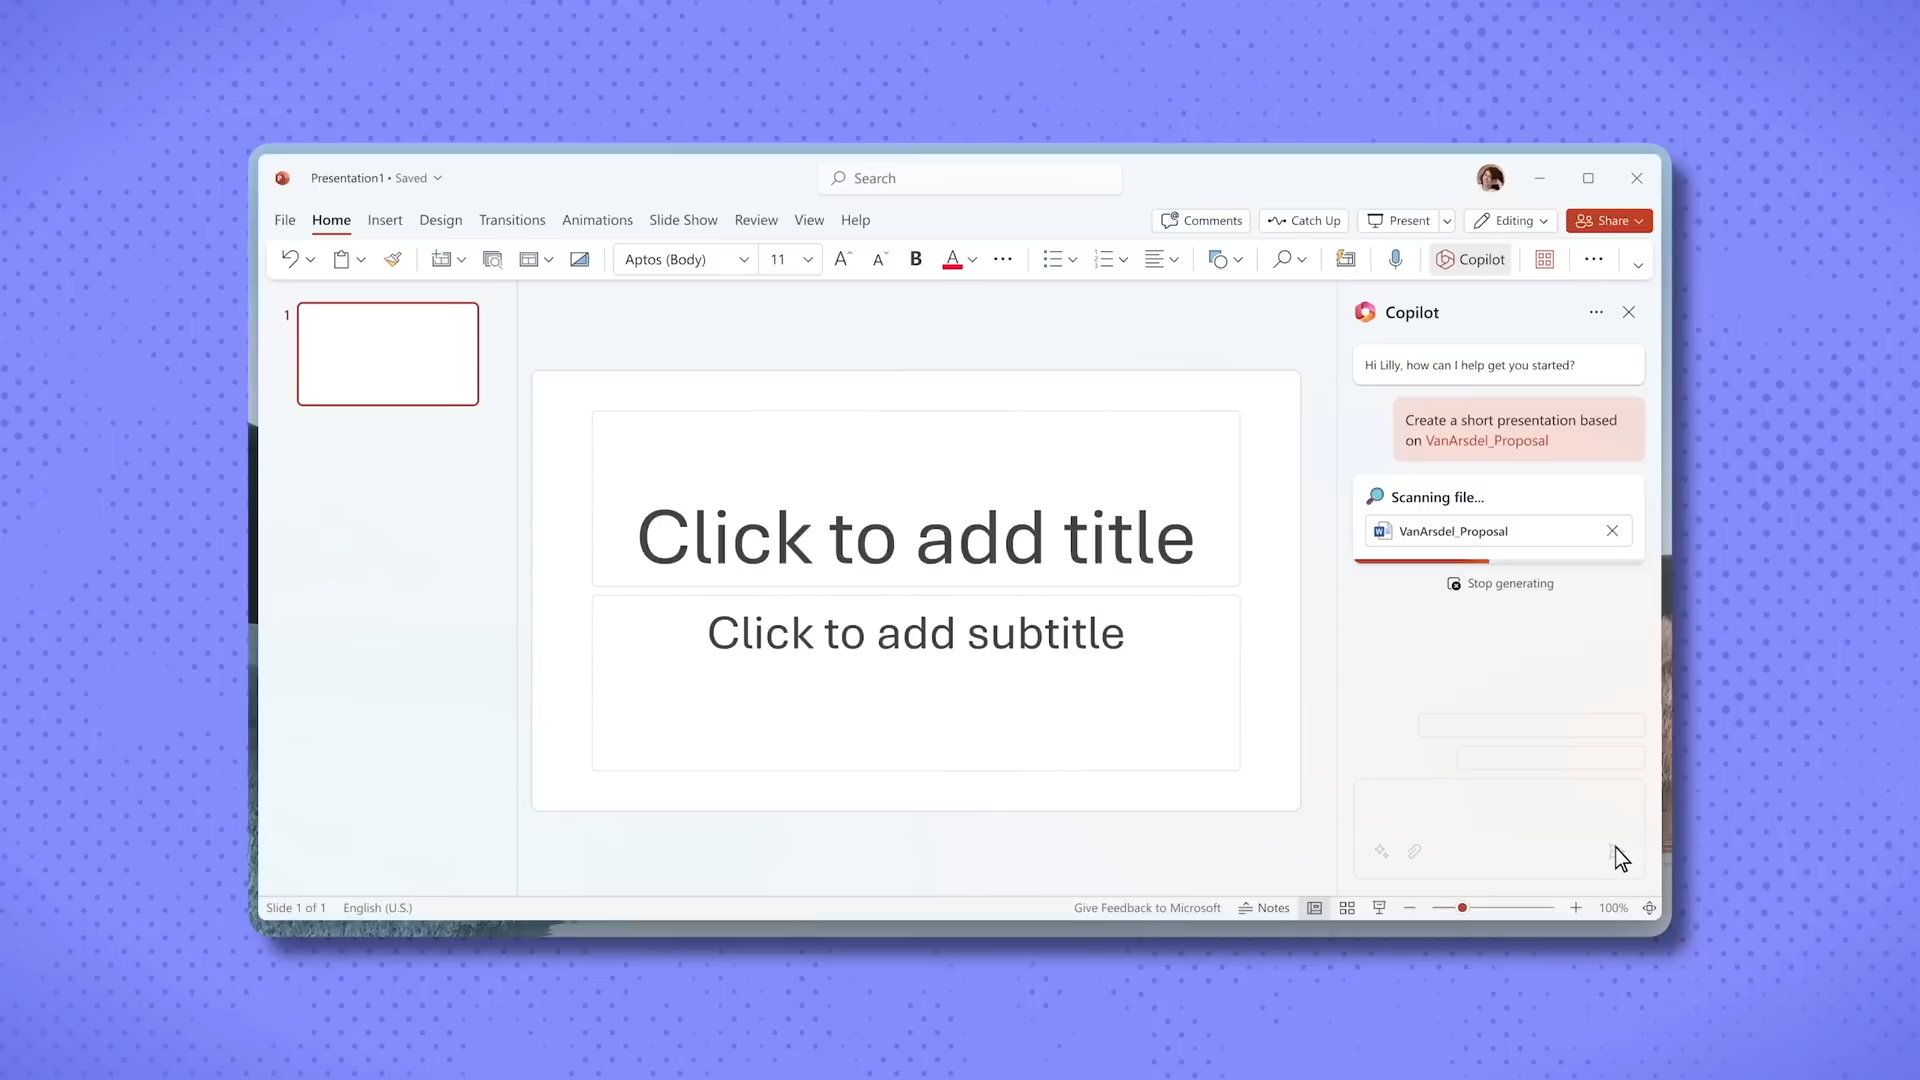 Presentation1 • Saved
Search
File Home Insert Design Transitions Animations Slide Show Review View Help
Comments Catch Up Present Editing Share
Aptos (Body) 11 A A B A Copilot
1
Click to add title
Click to add subtitle
Copilot
Hi Lilly, how can I help get you started?
Create a short presentation based
on VanArsdel_Proposal
Scanning file...
VanArsdel_Proposal
Stop generating
Slide 1 of 1 English (U.S.) Give Feedback to Microsoft Notes 100%